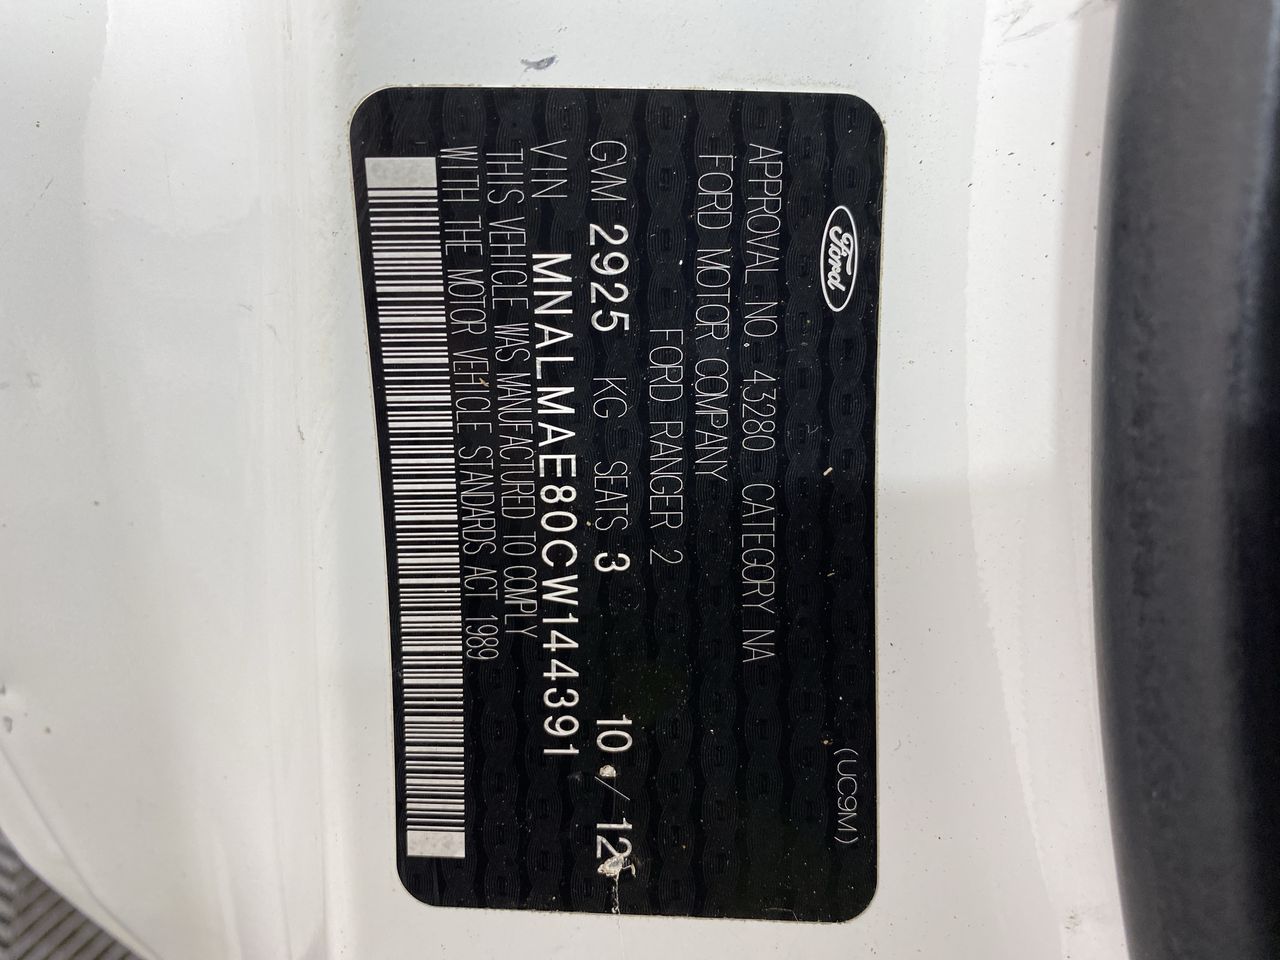 Ford
(UC9M)
APPROVAL NO. 43280 CATEGORY NA
FORD MOTOR COMPANY
FORD RANGER 2
GVM 2925 KG SEATS 3 10 / 12
VIN MNALMAE80CW144391
THIS VEHICLE WAS MANUFACTURED TO COMPLY
WITH THE MOTOR VEHICLE STANDARDS ACT 1989